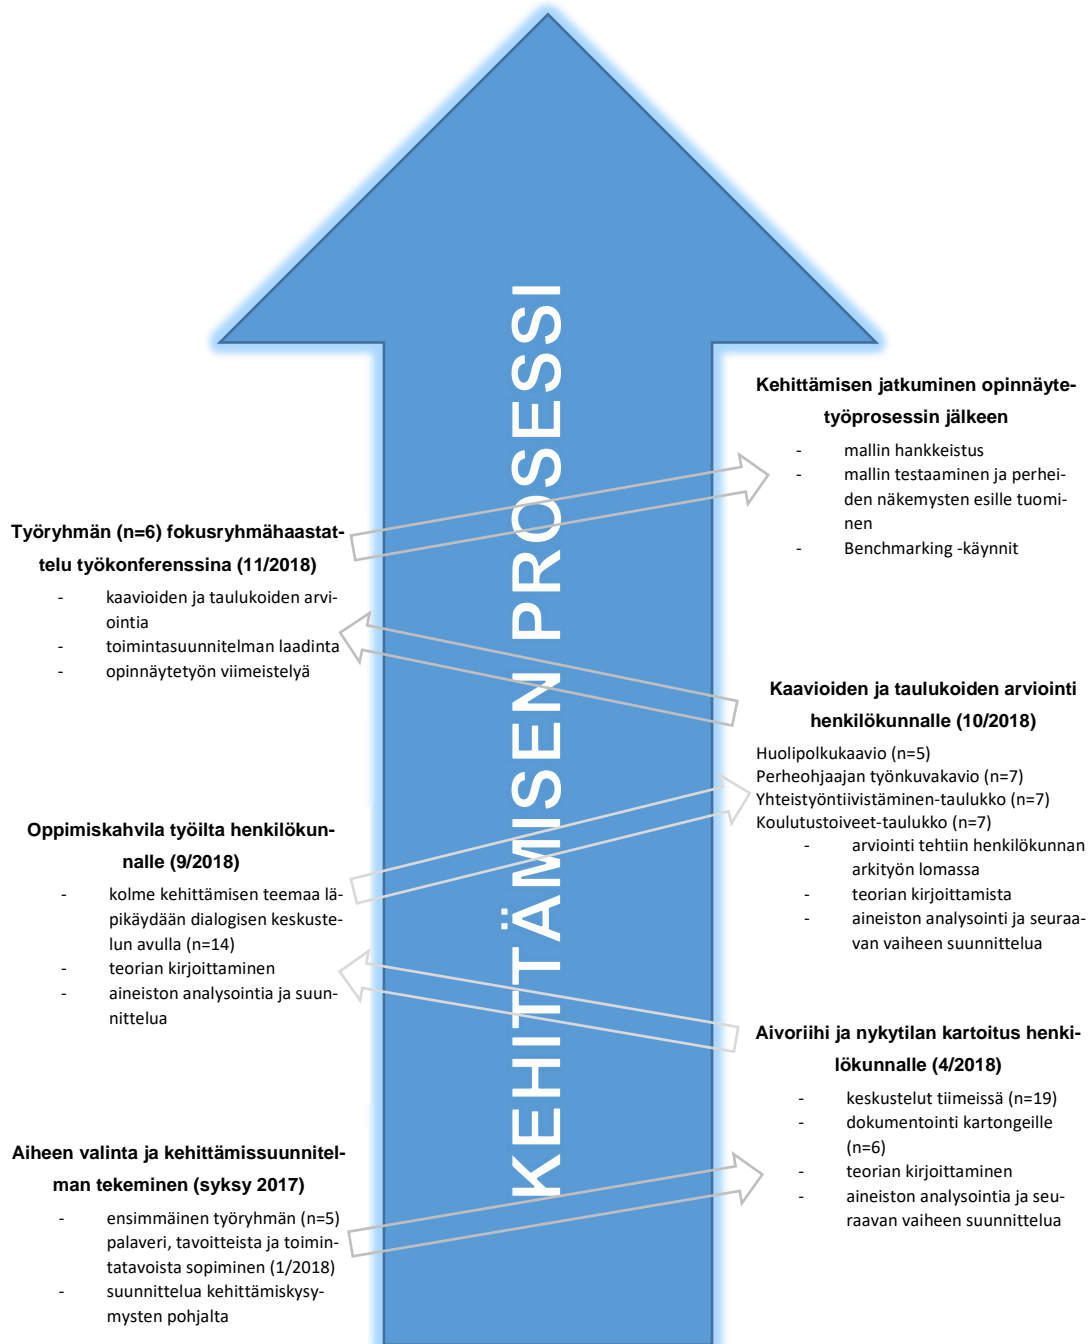 KEHITTÄMISEN PROSESSI
Kehittämisen jatkuminen opinnäyte-
työprosessin jälkeen
- mallin hankkeistus
- mallin testaaminen ja perhei-
den näkemysten esille tuomi-
nen
- Benchmarking -käynnit
Työryhmän (n=6) fokusryhmähaastat-
telu työkonferenssina (11/2018)
- kaavioiden ja taulukoiden arvi-
ointia
- toimintasuunnitelman laadinta
- opinnäytetyön viimeistelyä
Kaavioiden ja taulukoiden arviointi
henkilökunnalle (10/2018)
Huolipolkukaavio (n=5)
Perheohjaajan työnkuvakavio (n=7)
Yhteistyöntiivistäminen-taulukko (n=7)
Koulutustoiveet-taulukko (n=7)
- arviointi tehtiin henkilökunnan
arkityön lomassa
- teorian kirjoittamista
- aineiston analysointi ja seuraa-
van vaiheen suunnittelua
Oppimiskahvila työilta henkilökun-
nalle (9/2018)
- kolme kehittämisen teemaa lä-
pikäydään dialogisen keskuste-
lun avulla (n=14)
- teorian kirjoittaminen
- aineiston analysointia ja suun-
nittelua
Aivoriihi ja nykytilan kartoitus henki-
lökunnalle (4/2018)
- keskustelut tiimeissä (n=19)
- dokumentointi kartongeille
(n=6)
- teorian kirjoittaminen
- aineiston analysointia ja seu-
raavan vaiheen suunnittelua
Aiheen valinta ja kehittämissuunnitel-
man tekeminen (syksy 2017)
- ensimmäinen työryhmän (n=5)
palaveri, tavoitteista ja toimin-
tatavoista sopiminen (1/2018)
- suunnittelua kehittämiskysy-
mysten pohjalta